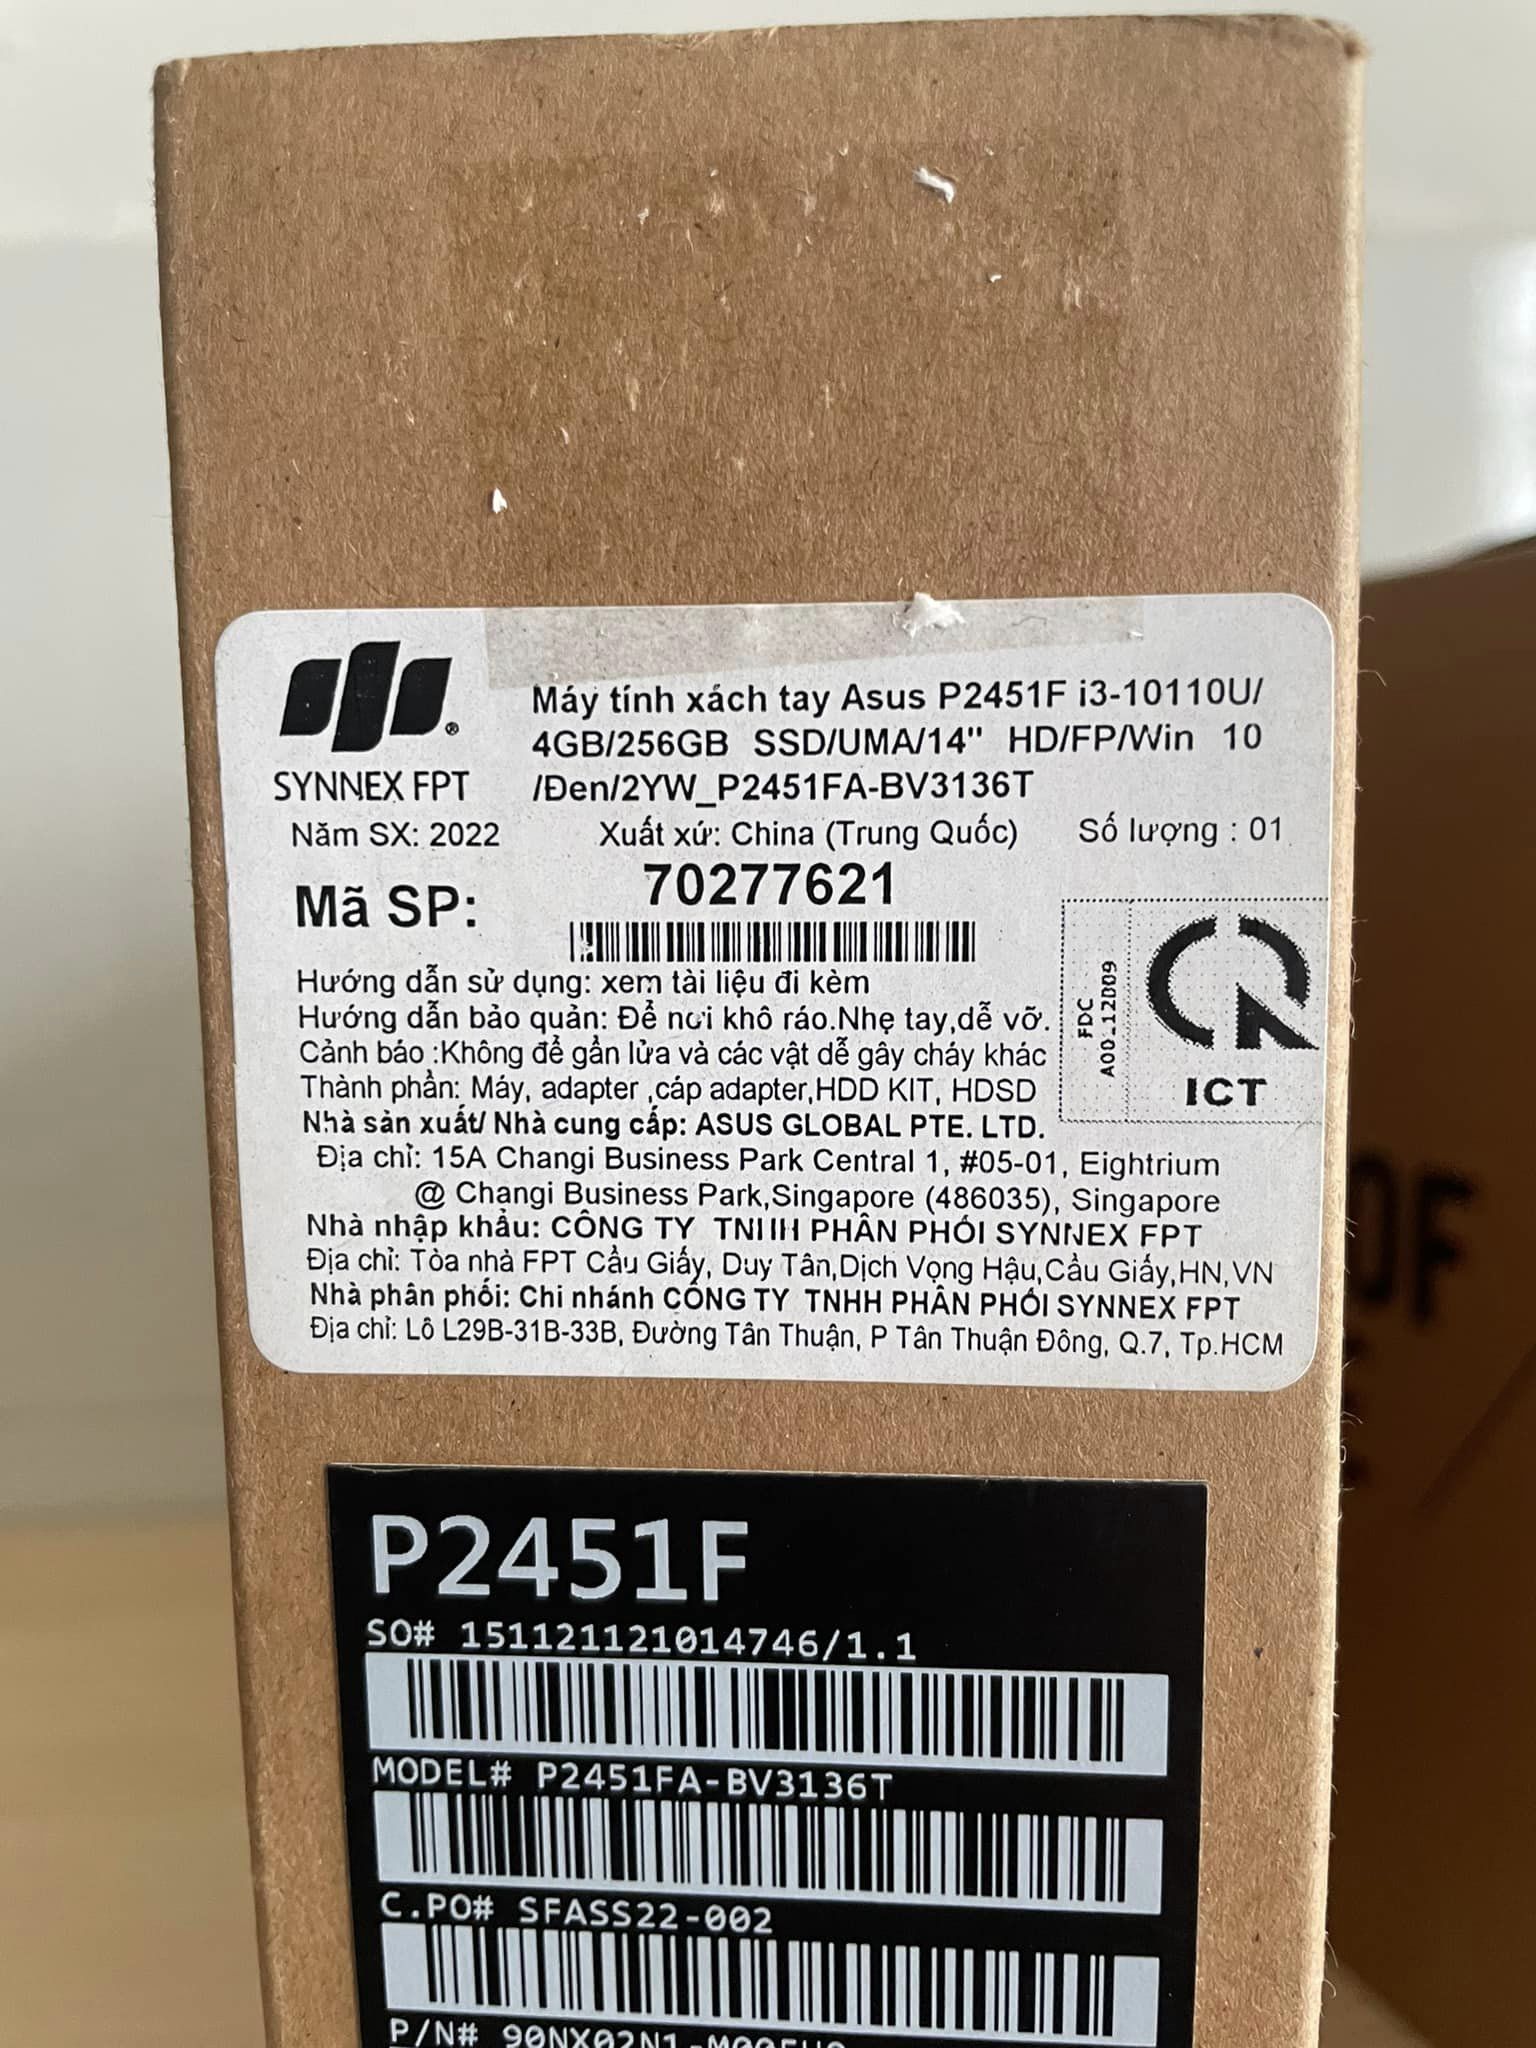 SYNNEX FPT
Máy tính xách tay Asus P2451F i3-10110U/
4GB/256GB SSD/UMA/14" HD/FP/Win 10
/Đen/2YW_P2451FA-BV3136T
Năm SX: 2022 Xuất xứ: China (Trung Quốc) Số lượng : 01
Mã SP: 70277621
Hướng dẫn sử dụng: xem tài liệu đi kèm
Hướng dẫn bảo quản: Để nơi khô ráo.Nhẹ tay,dễ vỡ.
Cảnh báo :Không để gần lửa và các vật dễ gây cháy khác
Thành phần: Máy, adapter ,cáp adapter,HDD KIT, HDSD
FDC
A00-12009
ICT
Nhà sản xuất/ Nhà cung cấp: ASUS GLOBAL PTE. LTD.
Địa chỉ: 15A Changi Business Park Central 1, #05-01, Eightrium
@ Changi Business Park,Singapore (486035), Singapore
Nhà nhập khẩu: CÔNG TY TNHH PHÂN PHỐI SYNNEX FPT
Địa chỉ: Tòa nhà FPT Cầu Giấy, Duy Tân,Dịch Vọng Hậu,Cầu Giấy,HN,VN
Nhà phân phối: Chi nhánh CÔNG TY TNHH PHÂN PHỐI SYNNEX FPT
Địa chỉ: Lô L29B-31B-33B, Đường Tân Thuận, P Tân Thuận Đông, Q.7, Tp.HCM
P2451F
SO# 151121121014746/1.1
MODEL# P2451FA-BV3136T
C.PO# SFASS22-002
P/N#